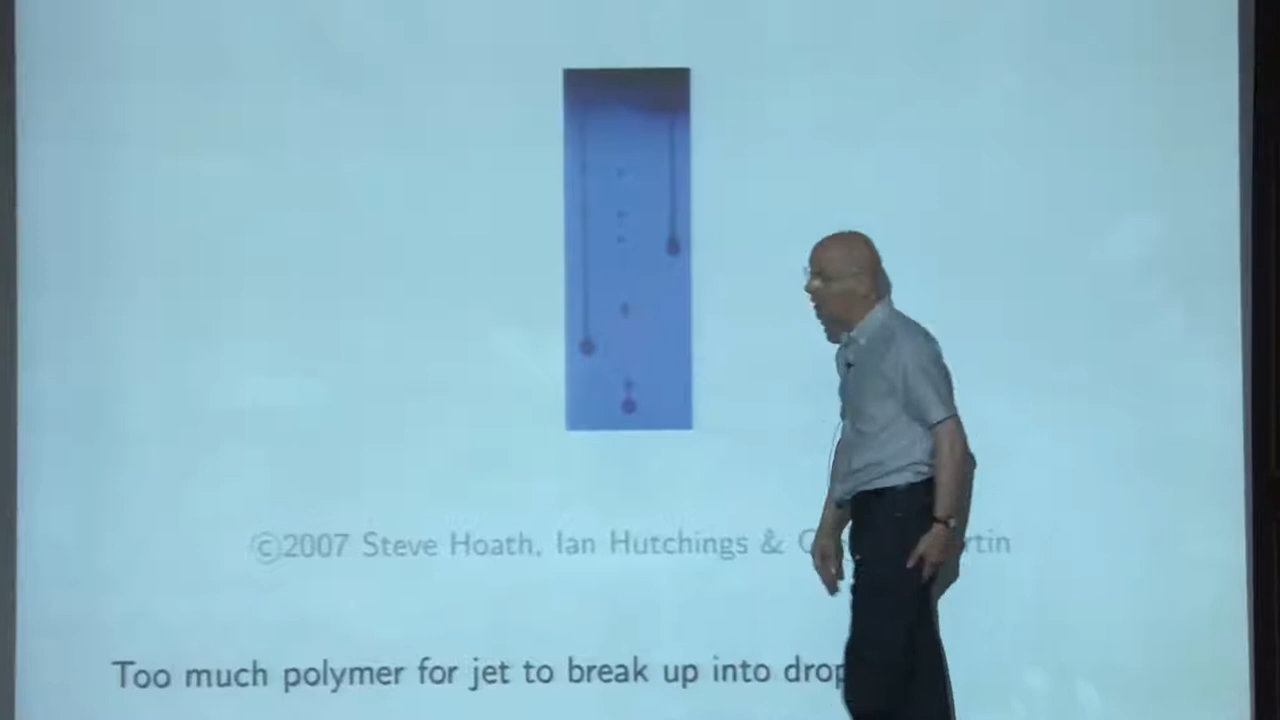 ©2007 Steve Hoath, Ian Hutchings &
Too much polymer for jet to break up into drop